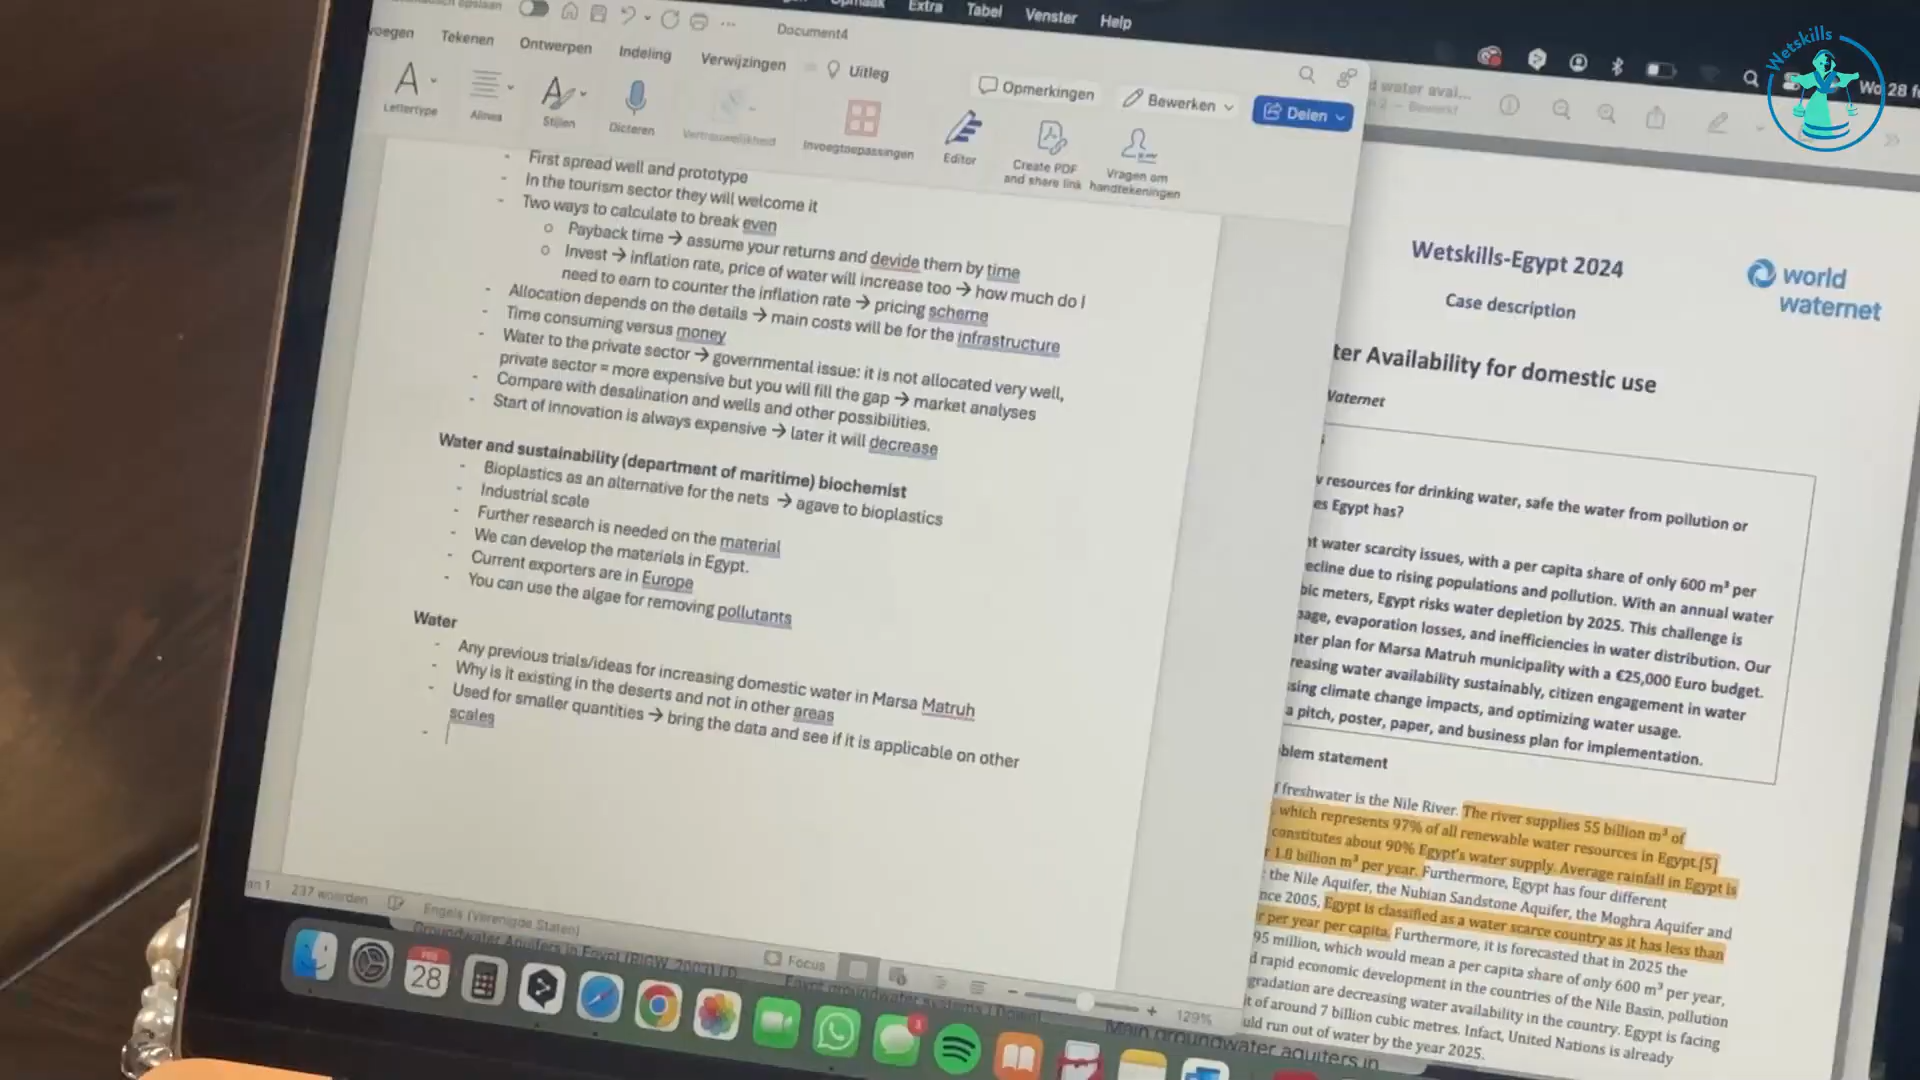 Extra Tabel Venster Help
Document4
Tekenen Ontwerpen Indeling Verwijzingen Uitleg
Opmerkingen Bewerken Delen
Lettertype Alinea Stijlen Dicteren Vertrouwelijkheid Invoegtoepassingen Editor Create PDF and share link Vragen om handtekeningen
- First spread well and prototype
- In the tourism sector they will welcome it
- Two ways to calculate to break even
o Payback time → assume your returns and devide them by time
o Invest → inflation rate, price of water will increase too → how much do I
need to earn to counter the inflation rate → pricing scheme
- Allocation depends on the details → main costs will be for the infrastructure
- Time consuming versus money
- Water to the private sector → governmental issue: it is not allocated very well,
private sector = more expensive but you will fill the gap → market analyses
- Compare with desalination and wells and other possibilities.
- Start of innovation is always expensive → later it will decrease
Water and sustainability (department of maritime) biochemist
- Bioplastics as an alternative for the nets → agave to bioplastics
- Industrial scale
- Further research is needed on the material
- We can develop the materials in Egypt.
- Current exporters are in Europe
- You can use the algae for removing pollutants
Water
- Any previous trials/ideas for increasing domestic water in Marsa Matruh
- Why is it existing in the deserts and not in other areas
- Used for smaller quantities → bring the data and see if it is applicable on other
scales
-
237 woorden Engels (Verenigde Staten) Focus 129%
FEB
28
Main groundwater aquifers in
Wetskills
Wo 28
water avai...
Bewerkt
Wetskills-Egypt 2024
world
waternet
Case description
Availability for domestic use
resources for drinking water, safe the water from pollution or
Egypt has?
water scarcity issues, with a per capita share of only 600 m³ per
due to rising populations and pollution. With an annual water
meters, Egypt risks water depletion by 2025. This challenge is
evaporation losses, and inefficiencies in water distribution. Our
plan for Marsa Matruh municipality with a €25,000 Euro budget.
water availability sustainably, citizen engagement in water
climate change impacts, and optimizing water usage.
a pitch, poster, paper, and business plan for implementation.
statement
freshwater is the Nile River. The river supplies 55 billion m³ of
which represents 97% of all renewable water resources in Egypt.[5]
constitutes about 90% Egypt's water supply. Average rainfall in Egypt is
1.8 billion m³ per year. Furthermore, Egypt has four different
the Nile Aquifer, the Nubian Sandstone Aquifer, the Moghra Aquifer and
2005, Egypt is classified as a water scarce country as it has less than
per year per capita. Furthermore, it is forecasted that in 2025 the
95 million, which would mean a per capita share of only 600 m³ per year,
rapid economic development in the countries of the Nile Basin, pollution
are decreasing water availability in the country. Egypt is facing
of around 7 billion cubic metres. Infact, United Nations is already
run out of water by the year 2025.